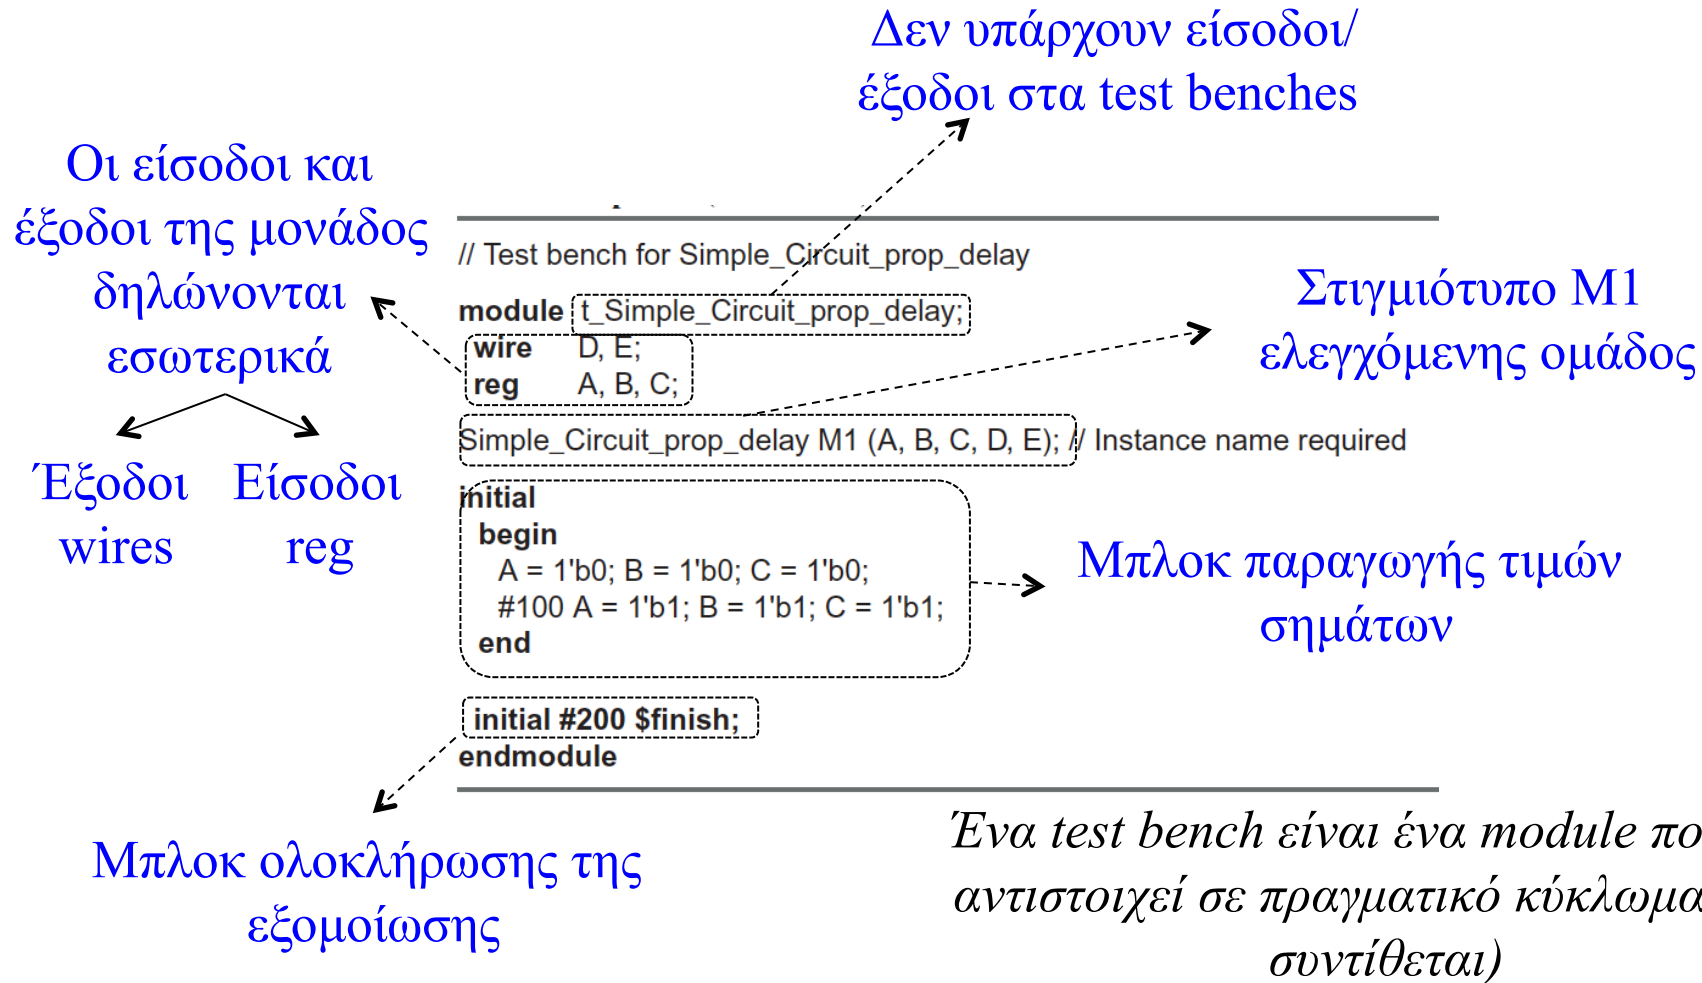 Δεν υπάρχουν είσοδοι/
έξοδοι στα test benches
Οι είσοδοι και
έξοδοι της μονάδος
δηλώνονται
εσωτερικά
Έξοδοι
wires
Είσοδοι
reg
// Test bench for Simple_Circuit_prop_delay
module t_Simple_Circuit_prop_delay;
wire D, E;
reg A, B, C;
Simple_Circuit_prop_delay M1 (A, B, C, D, E); // Instance name required
initial
begin
A = 1'b0; B = 1'b0; C = 1'b0;
#100 A = 1'b1; B = 1'b1; C = 1'b1;
end
initial #200 $finish;
endmodule
Στιγμιότυπο M1
ελεγχόμενης ομάδος
Μπλοκ παραγωγής τιμών
σημάτων
Μπλοκ ολοκλήρωσης της
εξομοίωσης
Ένα test bench είναι ένα module πο
αντιστοιχεί σε πραγματικό κύκλωμα
συντίθεται)